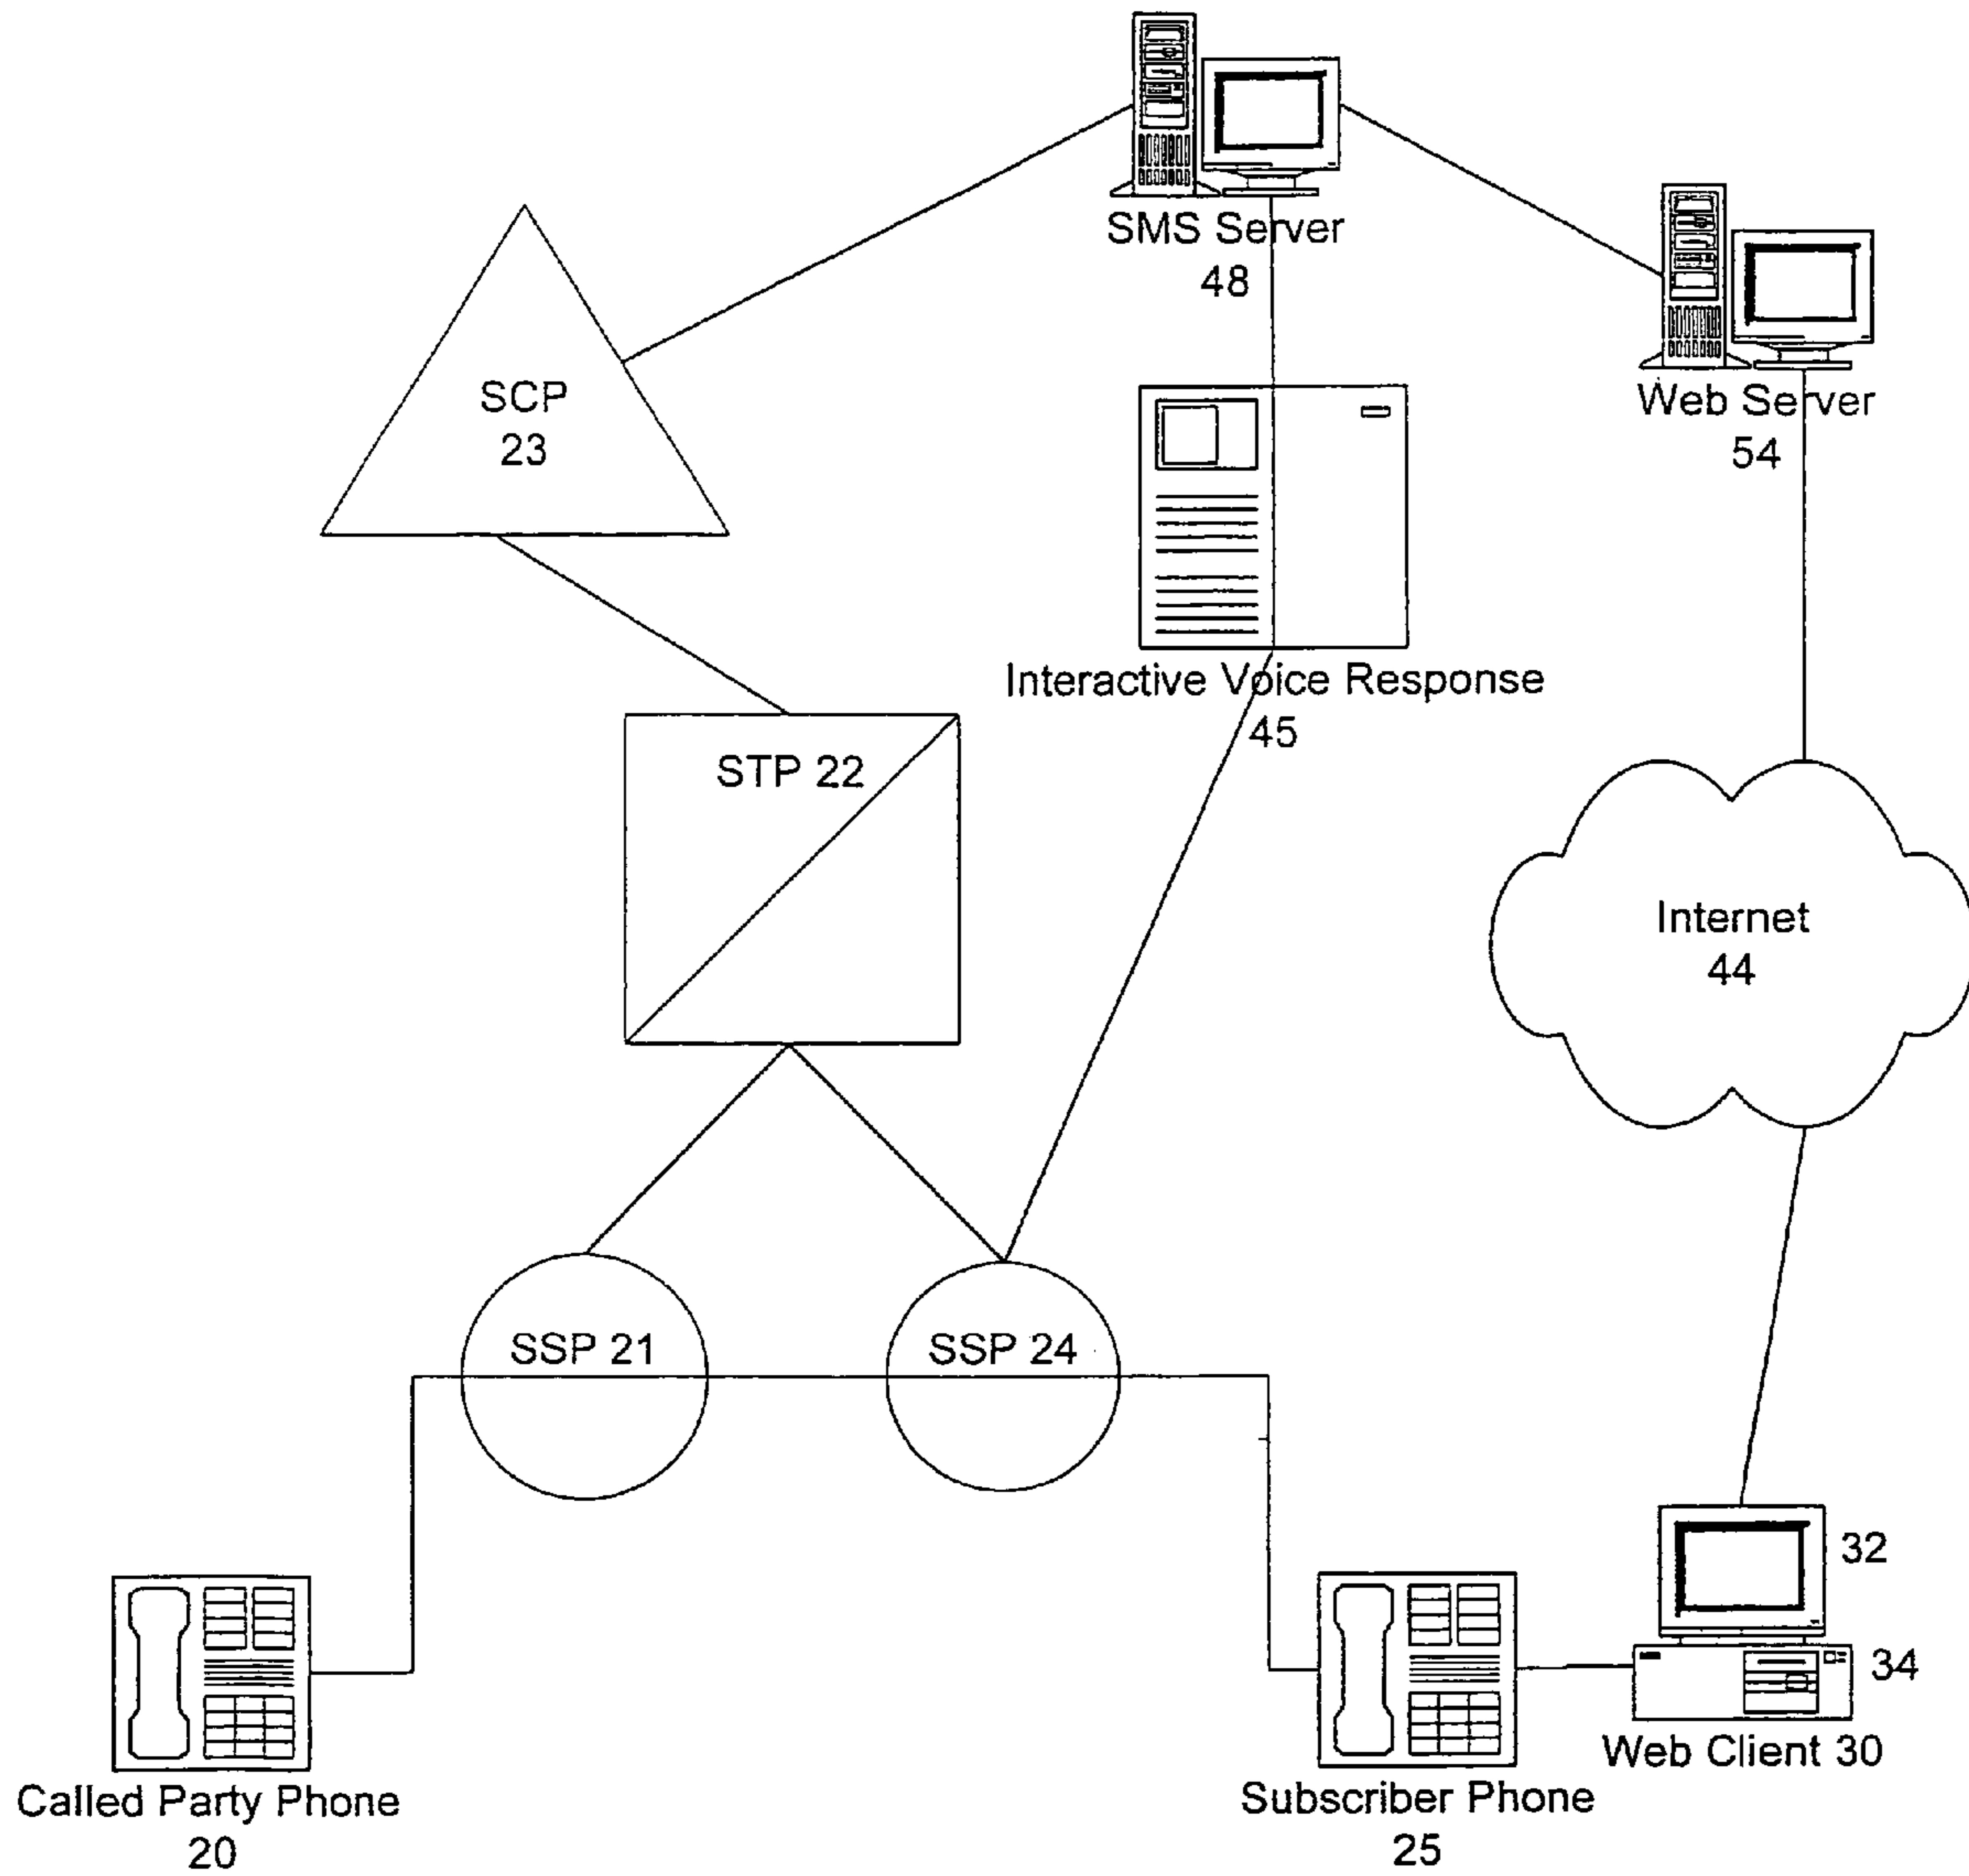 SMS Server
48
Web Server
54
SCP
23
Interactive Voice Response
45
STP 22
Internet
44
SSP 21
SSP 24
32
34
Web Client 30
Called Party Phone
20
Subscriber Phone
25